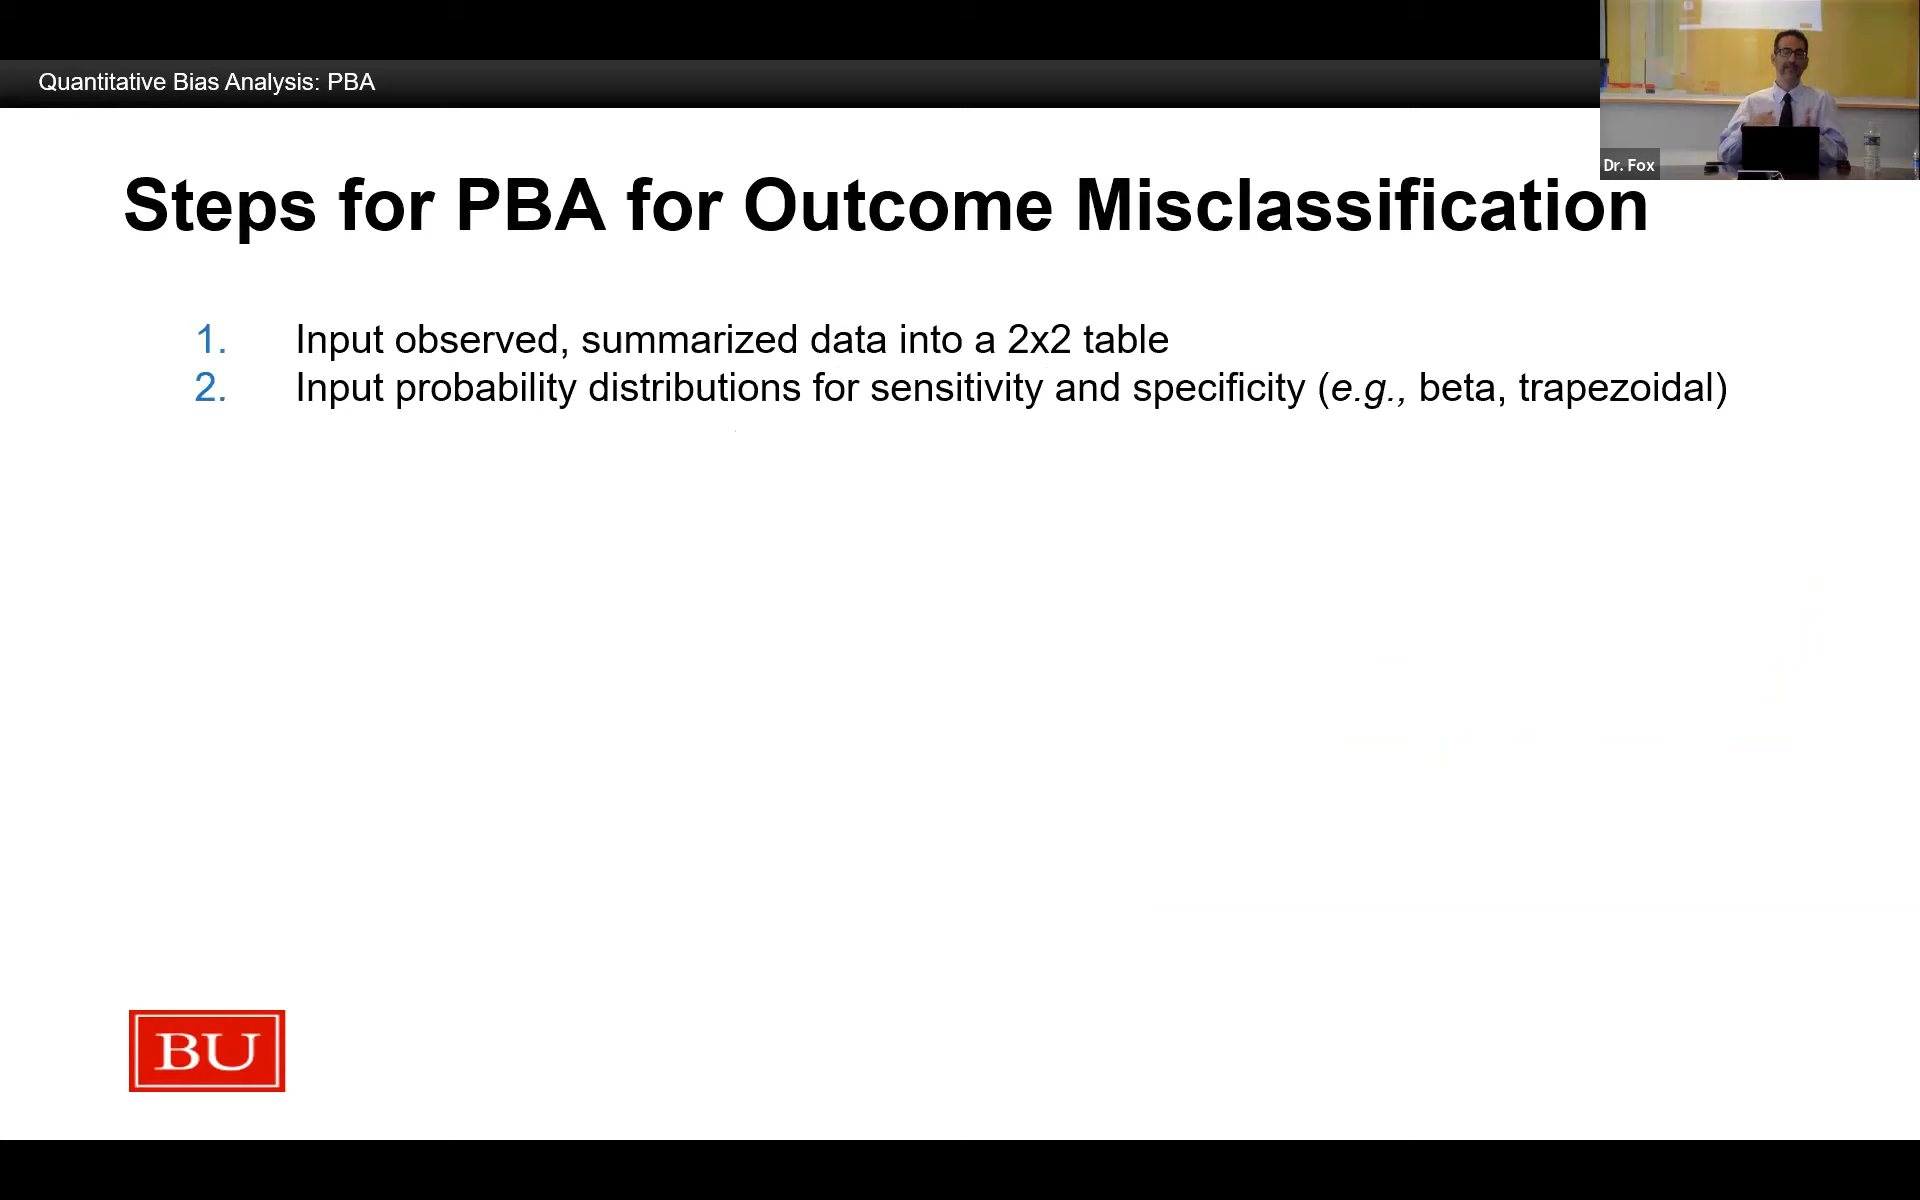 Quantitative Bias Analysis: PBA
Dr. Fox
Steps for PBA for Outcome Misclassification
1. Input observed, summarized data into a 2x2 table
2. Input probability distributions for sensitivity and specificity (e.g., beta, trapezoidal)
BU